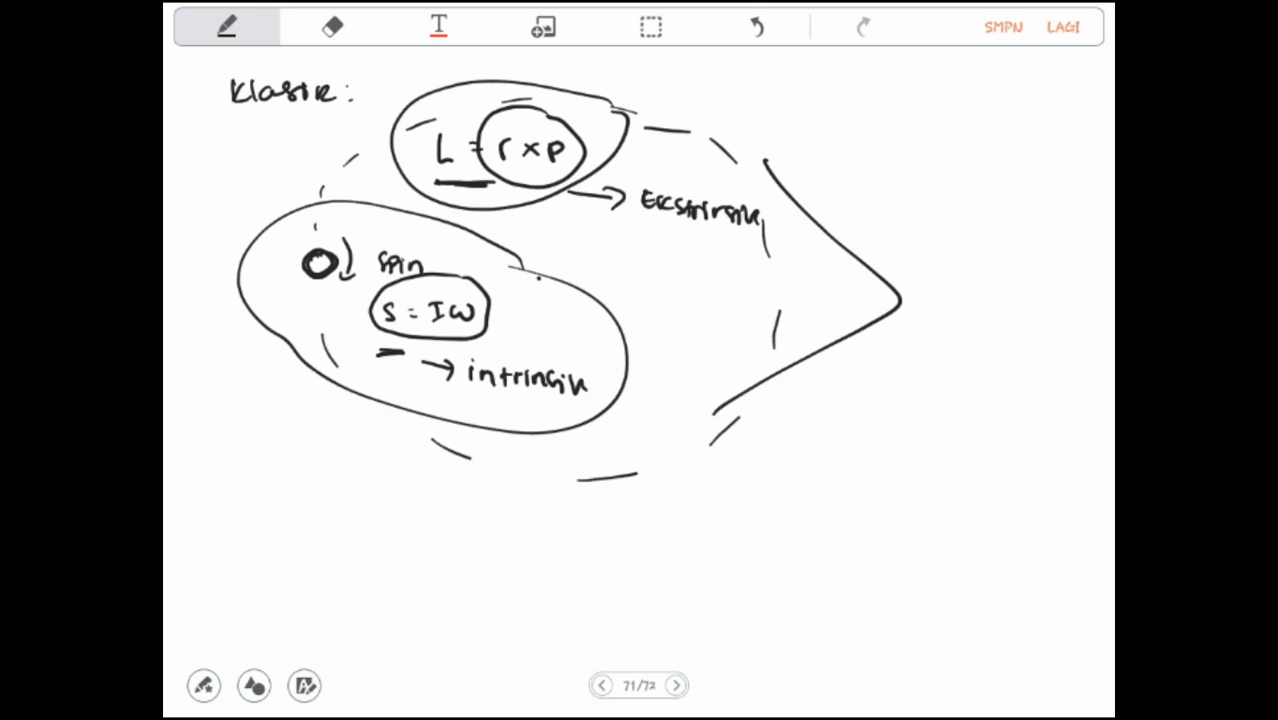 T
SMPN LAGI
Klasik :
L = r × p
→ Ekstrinsik
spin
S = Iω
→ intrinsik
71/72